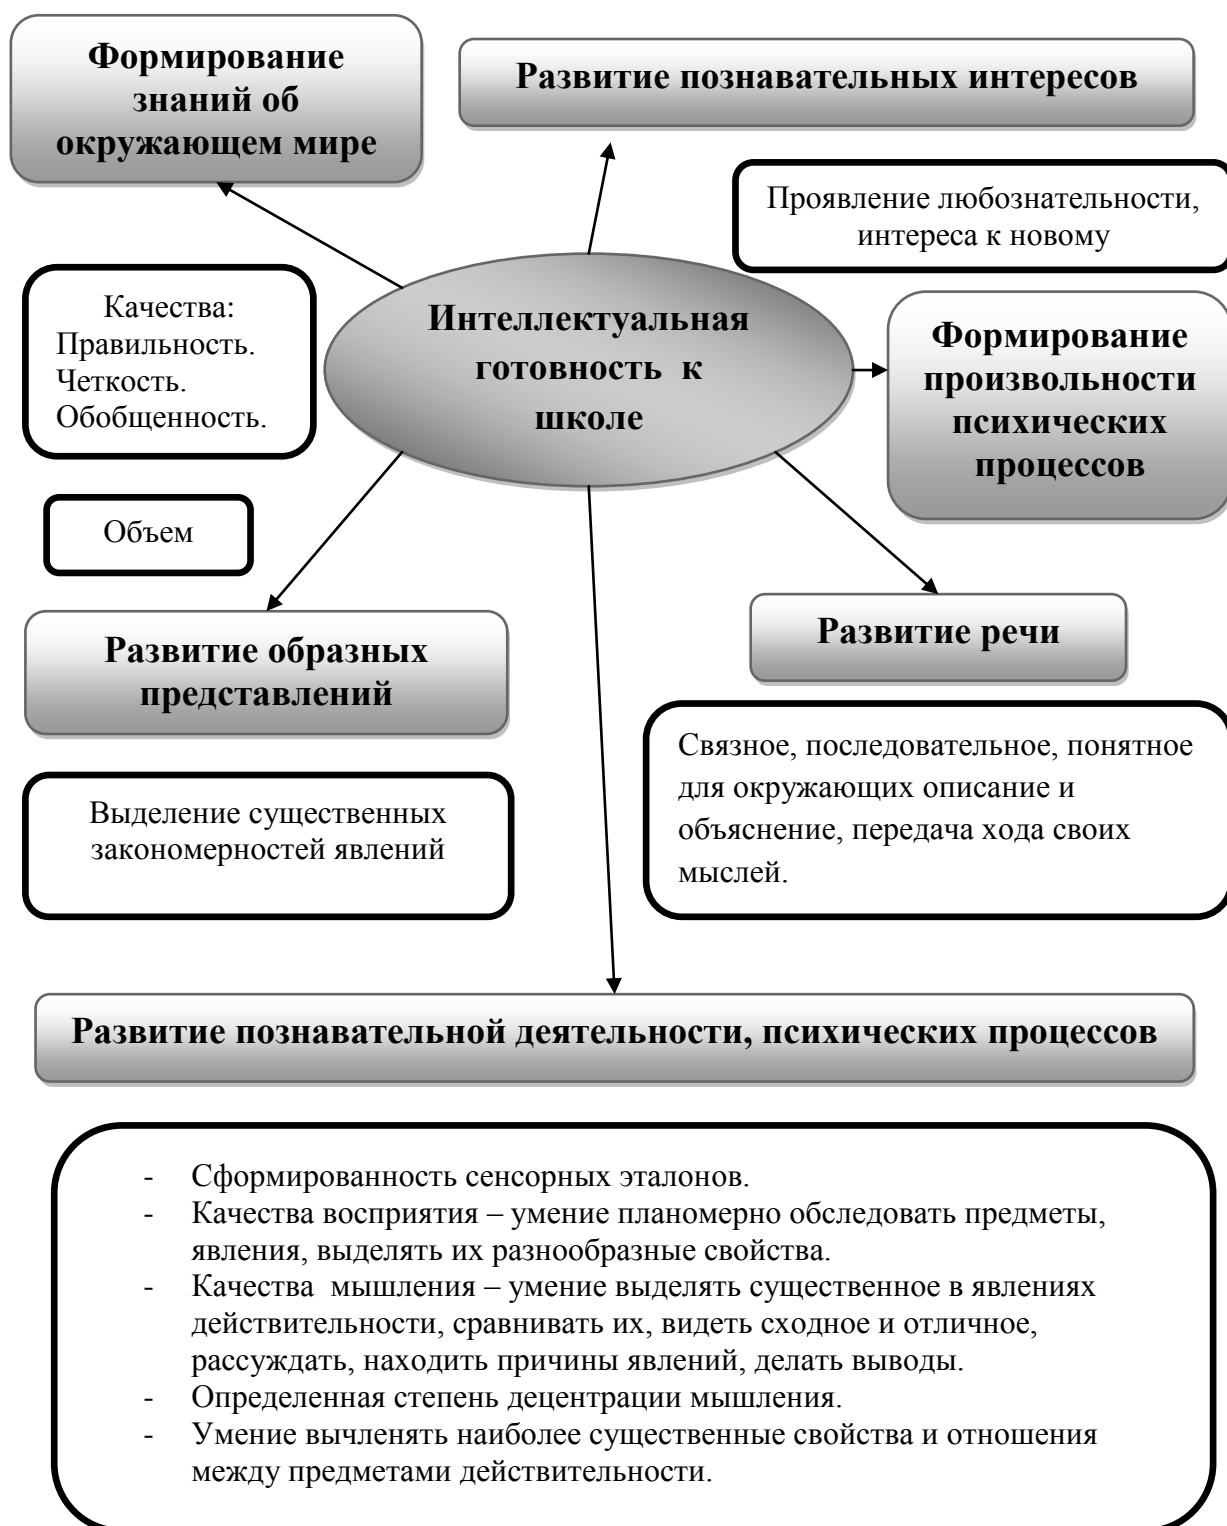 Формирование
знаний об
окружающем мире
Развитие познавательных интересов
Проявление любознательности,
интереса к новому
Качества:
Правильность.
Четкость.
Обобщенность.
Интеллектуальная
готовность к
школе
Формирование
произвольности
психических
процессов
Объем
Развитие образных
представлений
Развитие речи
Выделение существенных
закономерностей явлений
Связное, последовательное, понятное
для окружающих описание и
объяснение, передача хода своих
мыслей.
Развитие познавательной деятельности, психических процессов
- Сформированность сенсорных эталонов.
- Качества восприятия – умение планомерно обследовать предметы,
явления, выделять их разнообразные свойства.
- Качества мышления – умение выделять существенное в явлениях
действительности, сравнивать их, видеть сходное и отличное,
рассуждать, находить причины явлений, делать выводы.
- Определенная степень децентрации мышления.
- Умение вычленять наиболее существенные свойства и отношения
между предметами действительности.